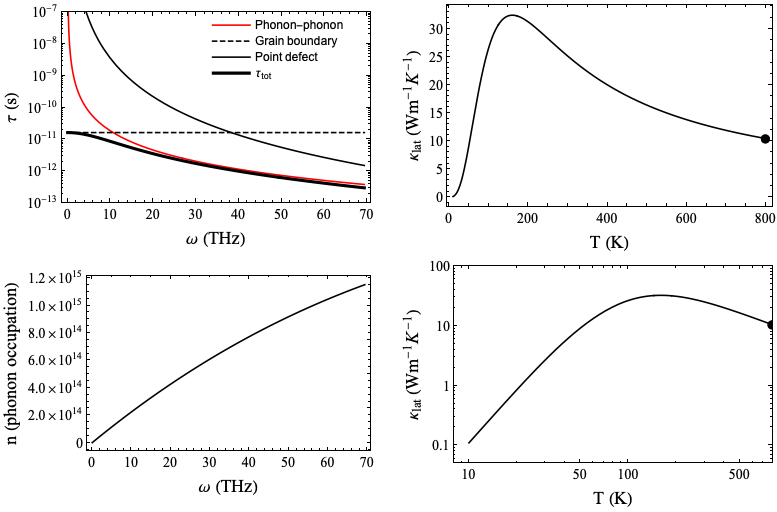 10⁻⁷
10⁻⁸
10⁻⁹
10⁻¹⁰
10⁻¹¹
10⁻¹²
10⁻¹³
τ (s)
Phonon–phonon
Grain boundary
Point defect
τtot
0 10 20 30 40 50 60 70
ω (THz)
30
25
20
15
10
5
0
κlat (Wm⁻¹K⁻¹)
0 200 400 600 800
T (K)
1.2×10¹⁵
1.0×10¹⁵
8.0×10¹⁴
6.0×10¹⁴
4.0×10¹⁴
2.0×10¹⁴
0
n (phonon occupation)
0 10 20 30 40 50 60 70
ω (THz)
100
10
1
0.1
κlat (Wm⁻¹K⁻¹)
10 50 100 500
T (K)